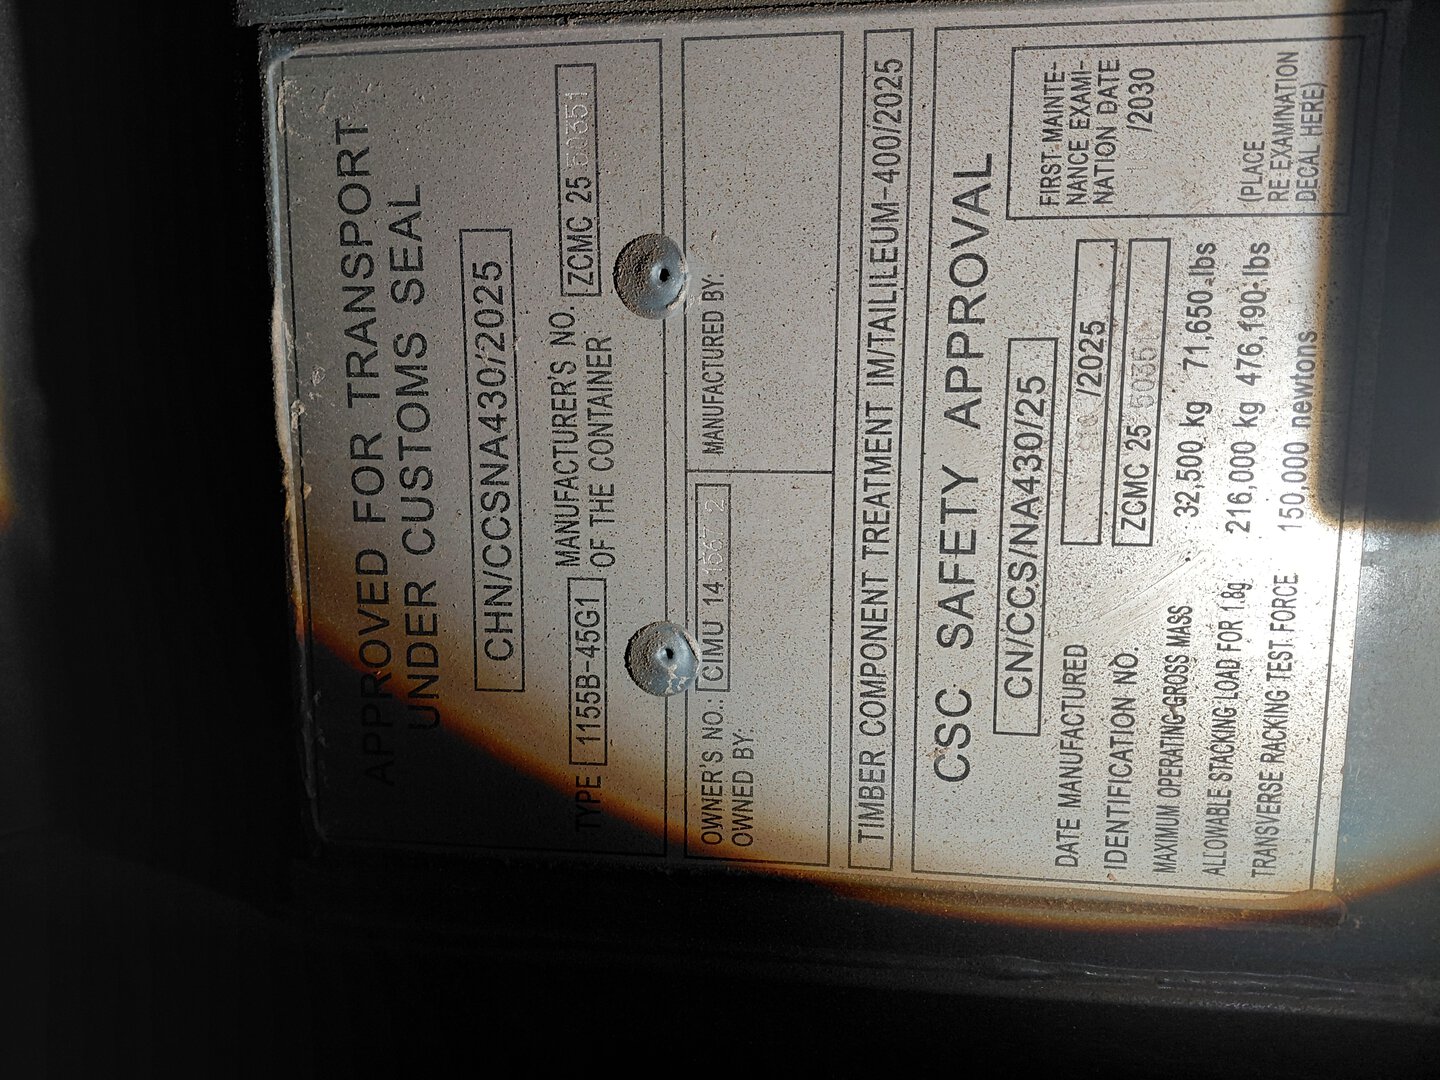 APPROVED FOR TRANSPORT
UNDER CUSTOMS SEAL
CHN/CCSNA430/2025
TYPE 1155B-45G1 MANUFACTURER'S NO.
OF THE CONTAINER
ZCMC 25 50351
OWNER'S NO.: CIMU 14
OWNED BY:
MANUFACTURED BY:
TIMBER COMPONENT TREATMENT IM/TAILILEUM-400/2025
CSC SAFETY APPROVAL
CN/CCS/NA430/25
DATE MANUFACTURED /2025
IDENTIFICATION NO. ZCMC 25
MAXIMUM OPERATING GROSS MASS 32,500 kg 71,650 lbs
ALLOWABLE STACKING LOAD FOR 1.8g 216,000 kg 476,190 lbs
TRANSVERSE RACKING TEST FORCE 150,000 newtons
FIRST MAINTE-
NANCE EXAMI-
NATION DATE
/2030
(PLACE
RE-EXAMINATION
DECAL HERE)